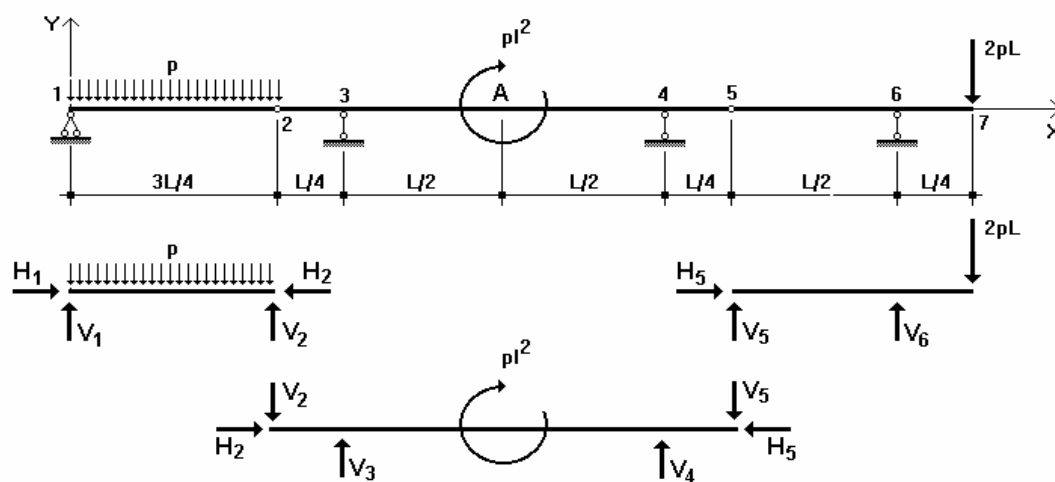 Y
pl²
2pL
p
1
3
A
4
5
6
2
7
X
3L/4
L/4
L/2
L/2
L/4
L/2
L/4
2pL
p
H₁
H₂
H₅
V₁
V₂
V₅
V₆
pl²
V₂
V₅
H₂
H₅
V₃
V₄